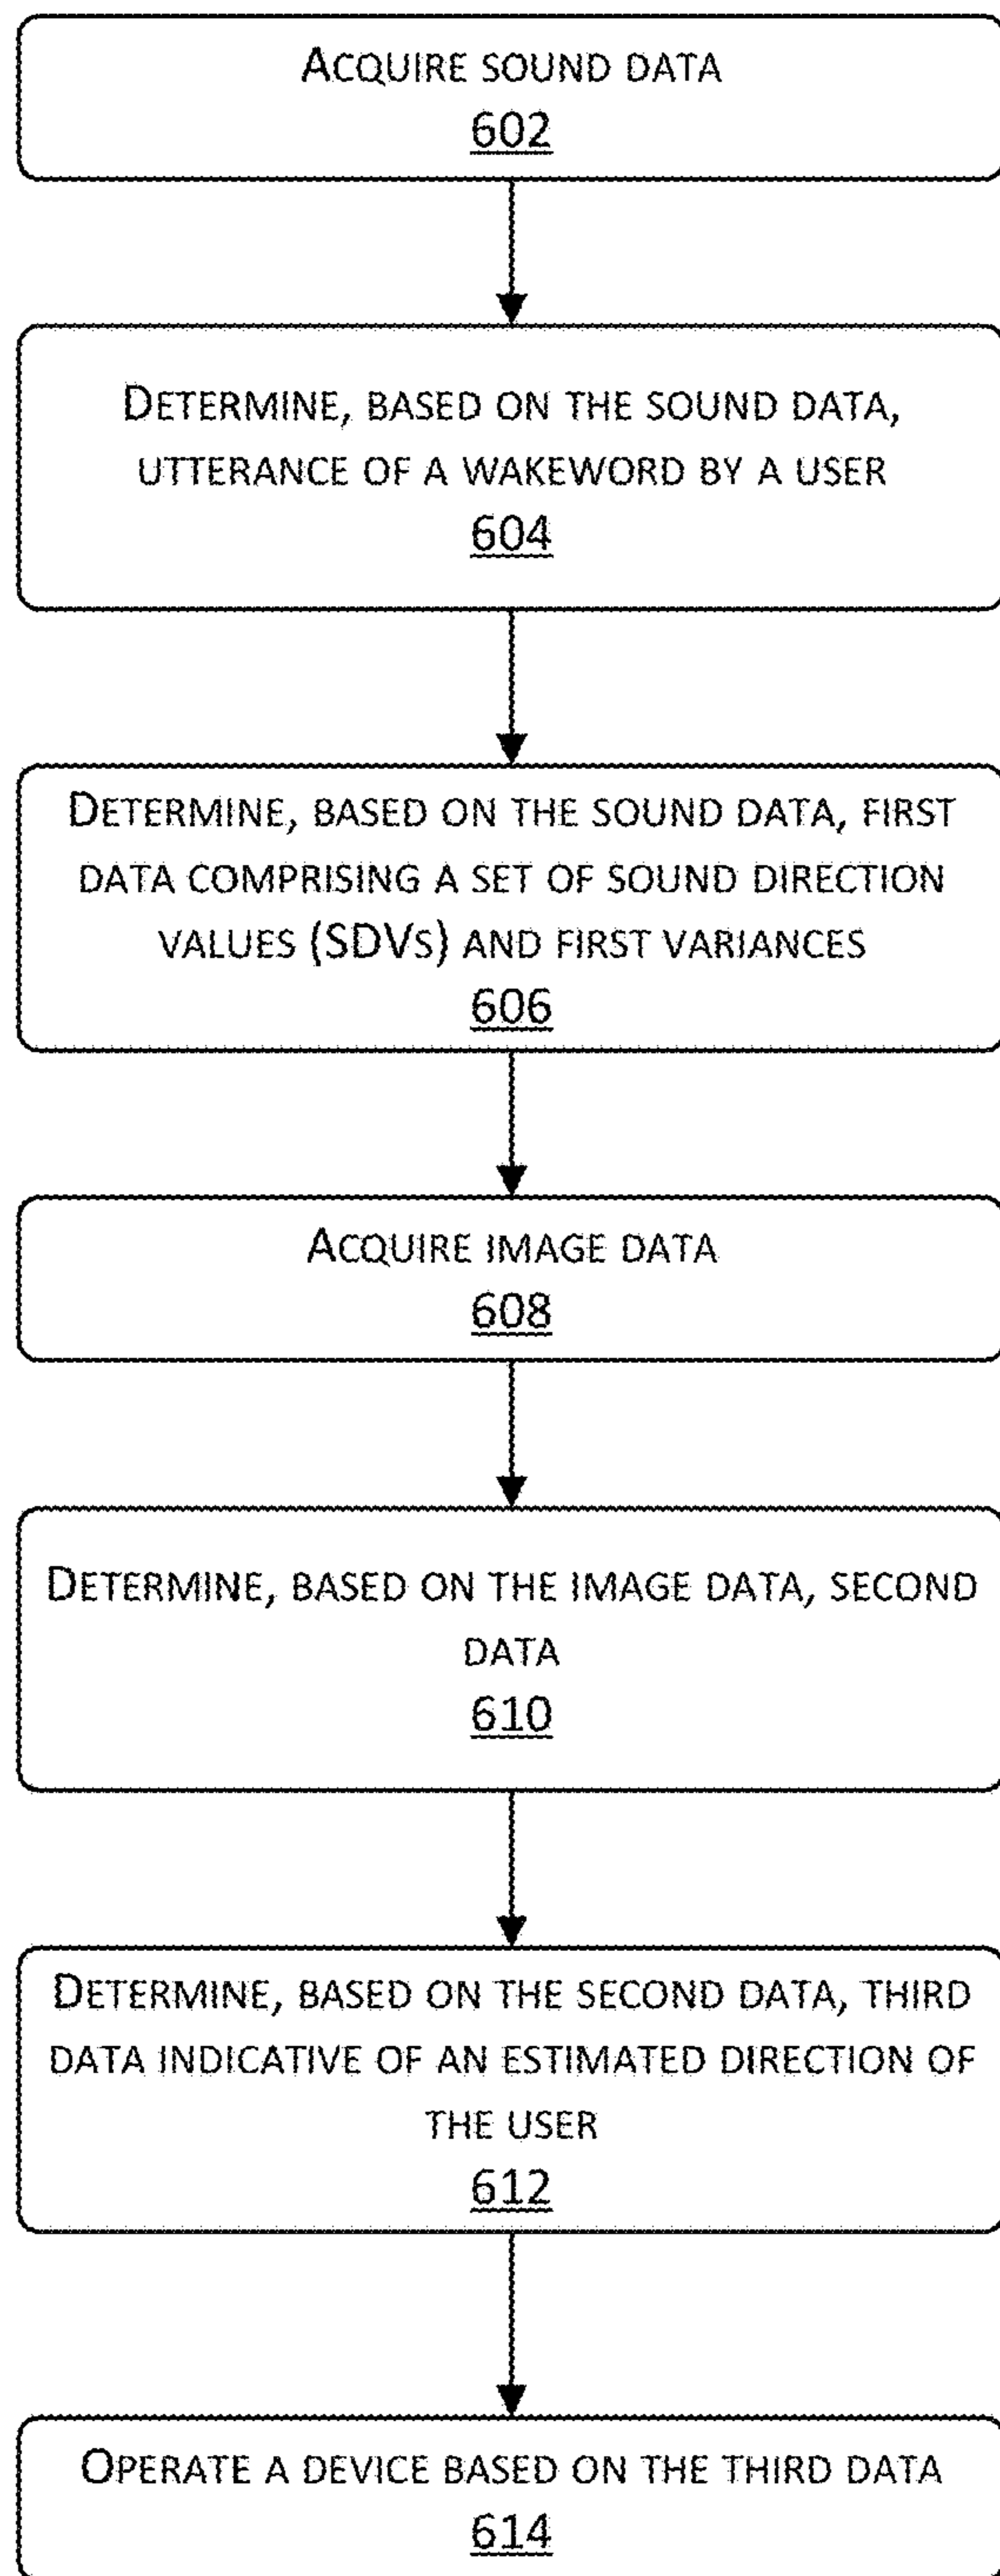 ACQUIRE SOUND DATA
602
DETERMINE, BASED ON THE SOUND DATA,
UTTERANCE OF A WAKEWORD BY A USER
604
DETERMINE, BASED ON THE SOUND DATA, FIRST
DATA COMPRISING A SET OF SOUND DIRECTION
VALUES (SDVS) AND FIRST VARIANCES
606
ACQUIRE IMAGE DATA
608
DETERMINE, BASED ON THE IMAGE DATA, SECOND
DATA
610
DETERMINE, BASED ON THE SECOND DATA, THIRD
DATA INDICATIVE OF AN ESTIMATED DIRECTION OF
THE USER
612
OPERATE A DEVICE BASED ON THE THIRD DATA
614